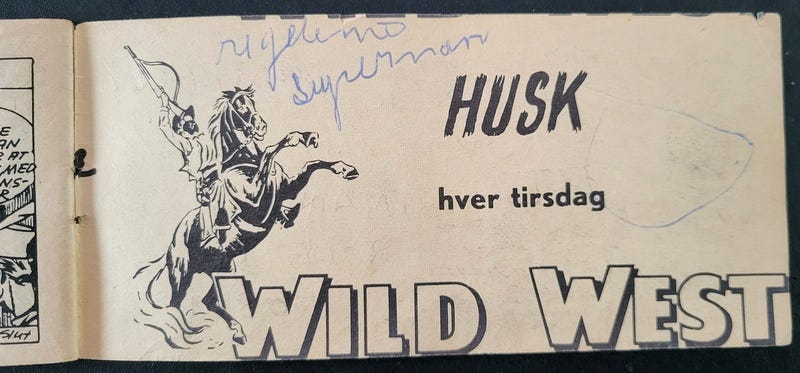 Superman
HUSK
hver tirsdag
WILD WEST